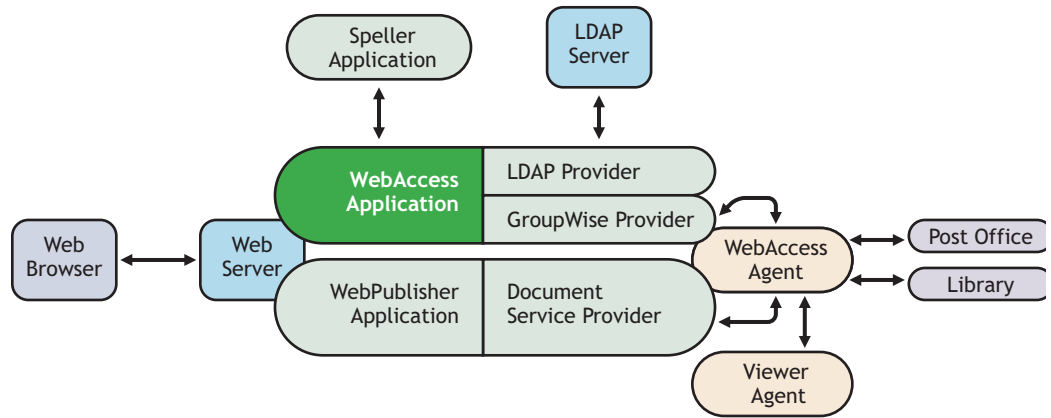 Speller
Application
LDAP
Server
WebAccess
Application
LDAP Provider
GroupWise Provider
Web
Browser
Web
Server
WebAccess
Agent
Post Office
Library
WebPublisher
Application
Document
Service Provider
Viewer
Agent